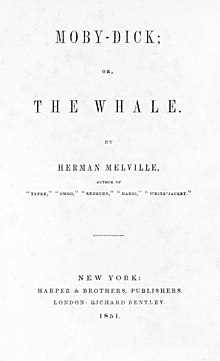 MOBY-DICK;
OR,
THE WHALE.
BY
HERMAN MELVILLE,
AUTHOR OF
"TYPEE," "OMOO," "REDBURN," "MARDI," "WHITE-JACKET."
NEW YORK:
HARPER & BROTHERS, PUBLISHERS.
LONDON: RICHARD BENTLEY.
1851.